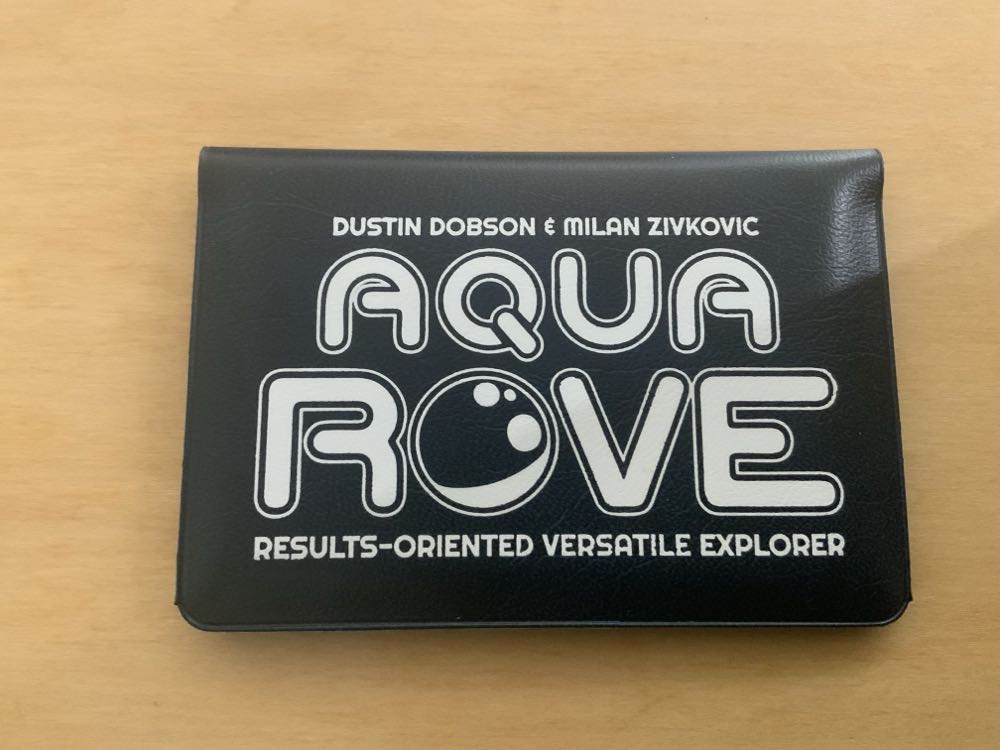 DUSTIN DOBSON & MILAN ZIVKOVIC
AQUA
ROVE
RESULTS-ORIENTED VERSATILE EXPLORER